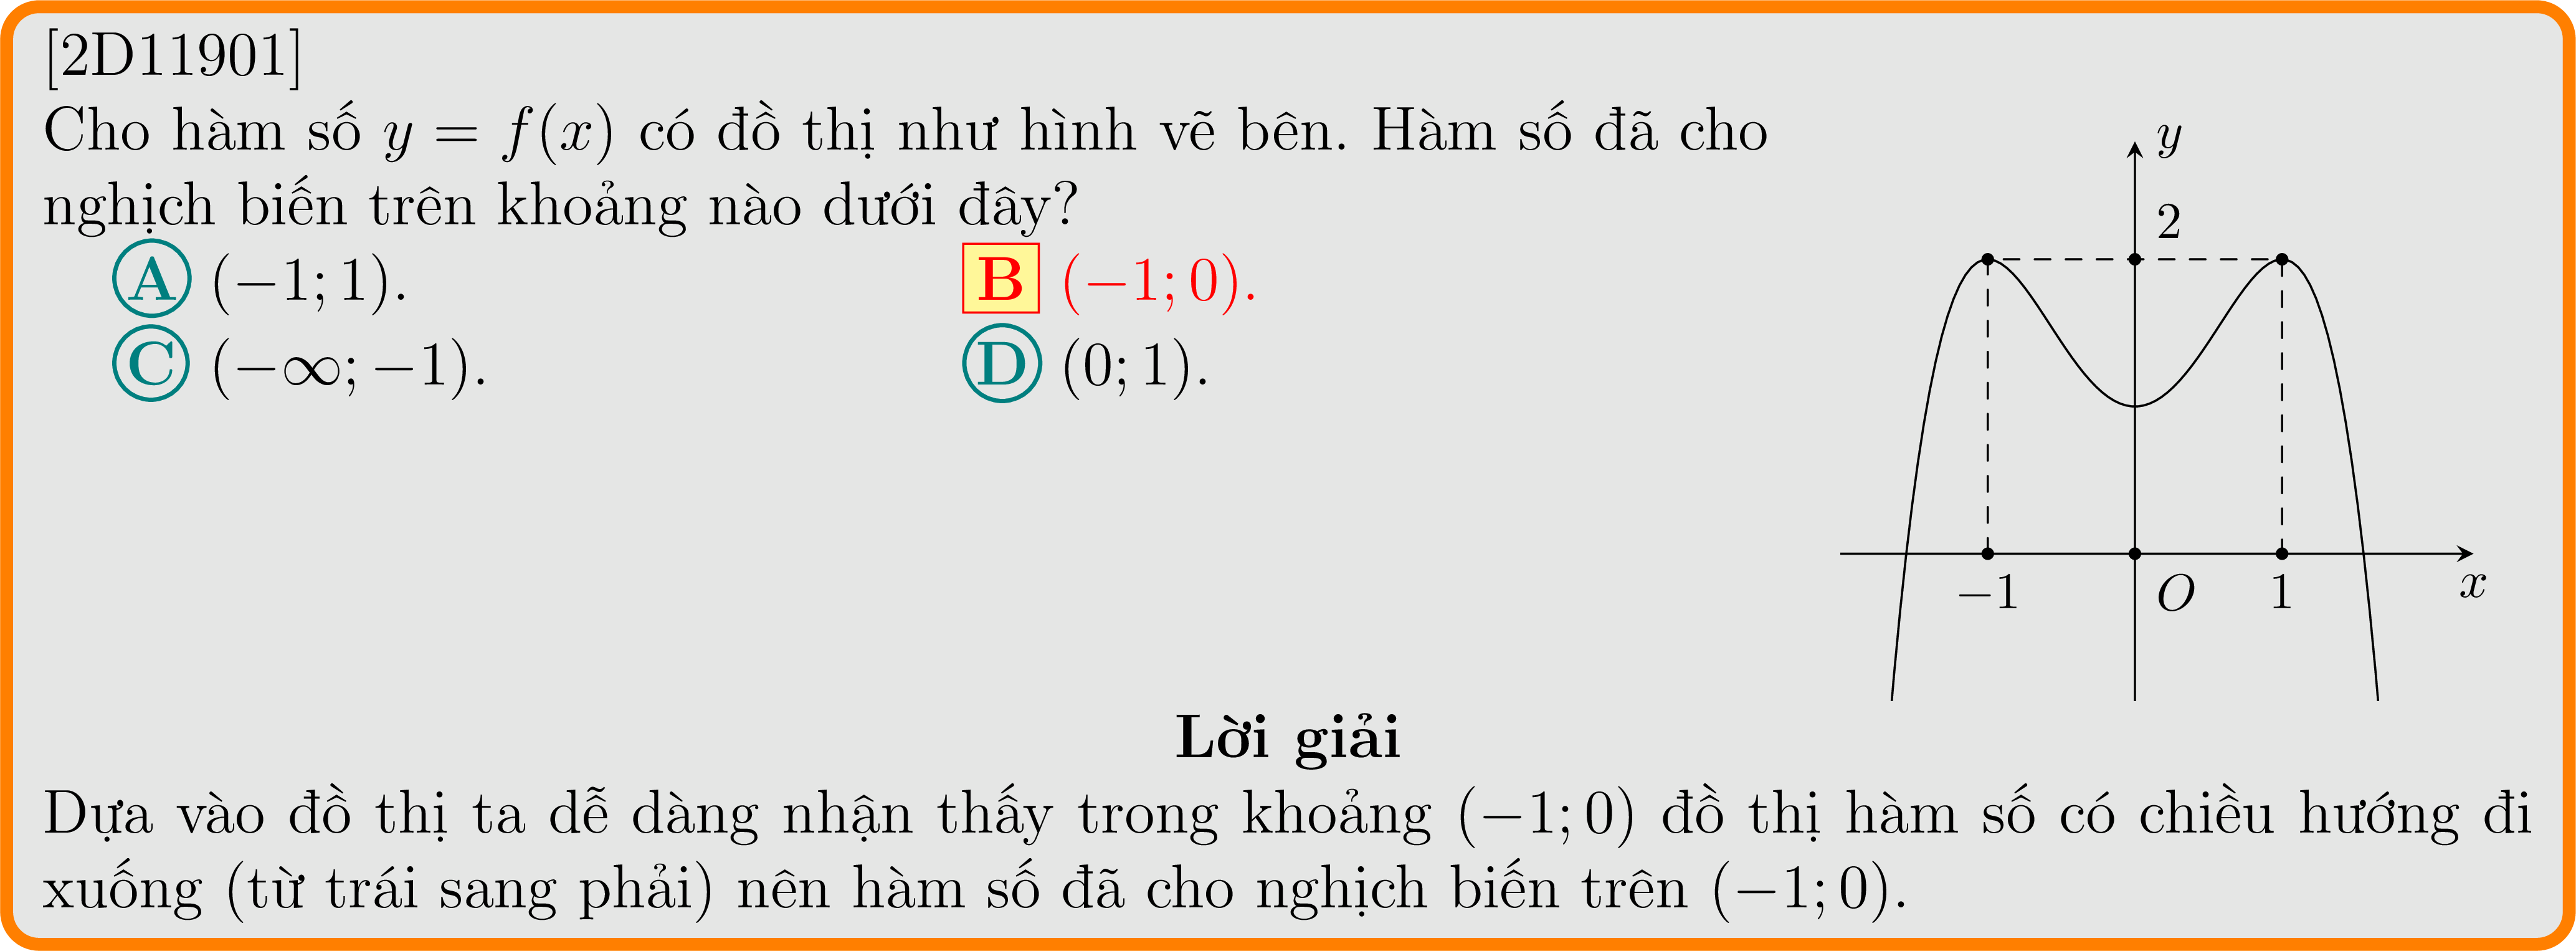 [2D11901]
Cho hàm số y = f(x) có đồ thị như hình vẽ bên. Hàm số đã cho
nghịch biến trên khoảng nào dưới đây?
A (−1; 1). B (−1; 0).
C (−∞; −1). D (0; 1).
y
2
−1 O 1 x
Lời giải
Dựa vào đồ thị ta dễ dàng nhận thấy trong khoảng (−1; 0) đồ thị hàm số có chiều hướng đi
xuống (từ trái sang phải) nên hàm số đã cho nghịch biến trên (−1; 0).